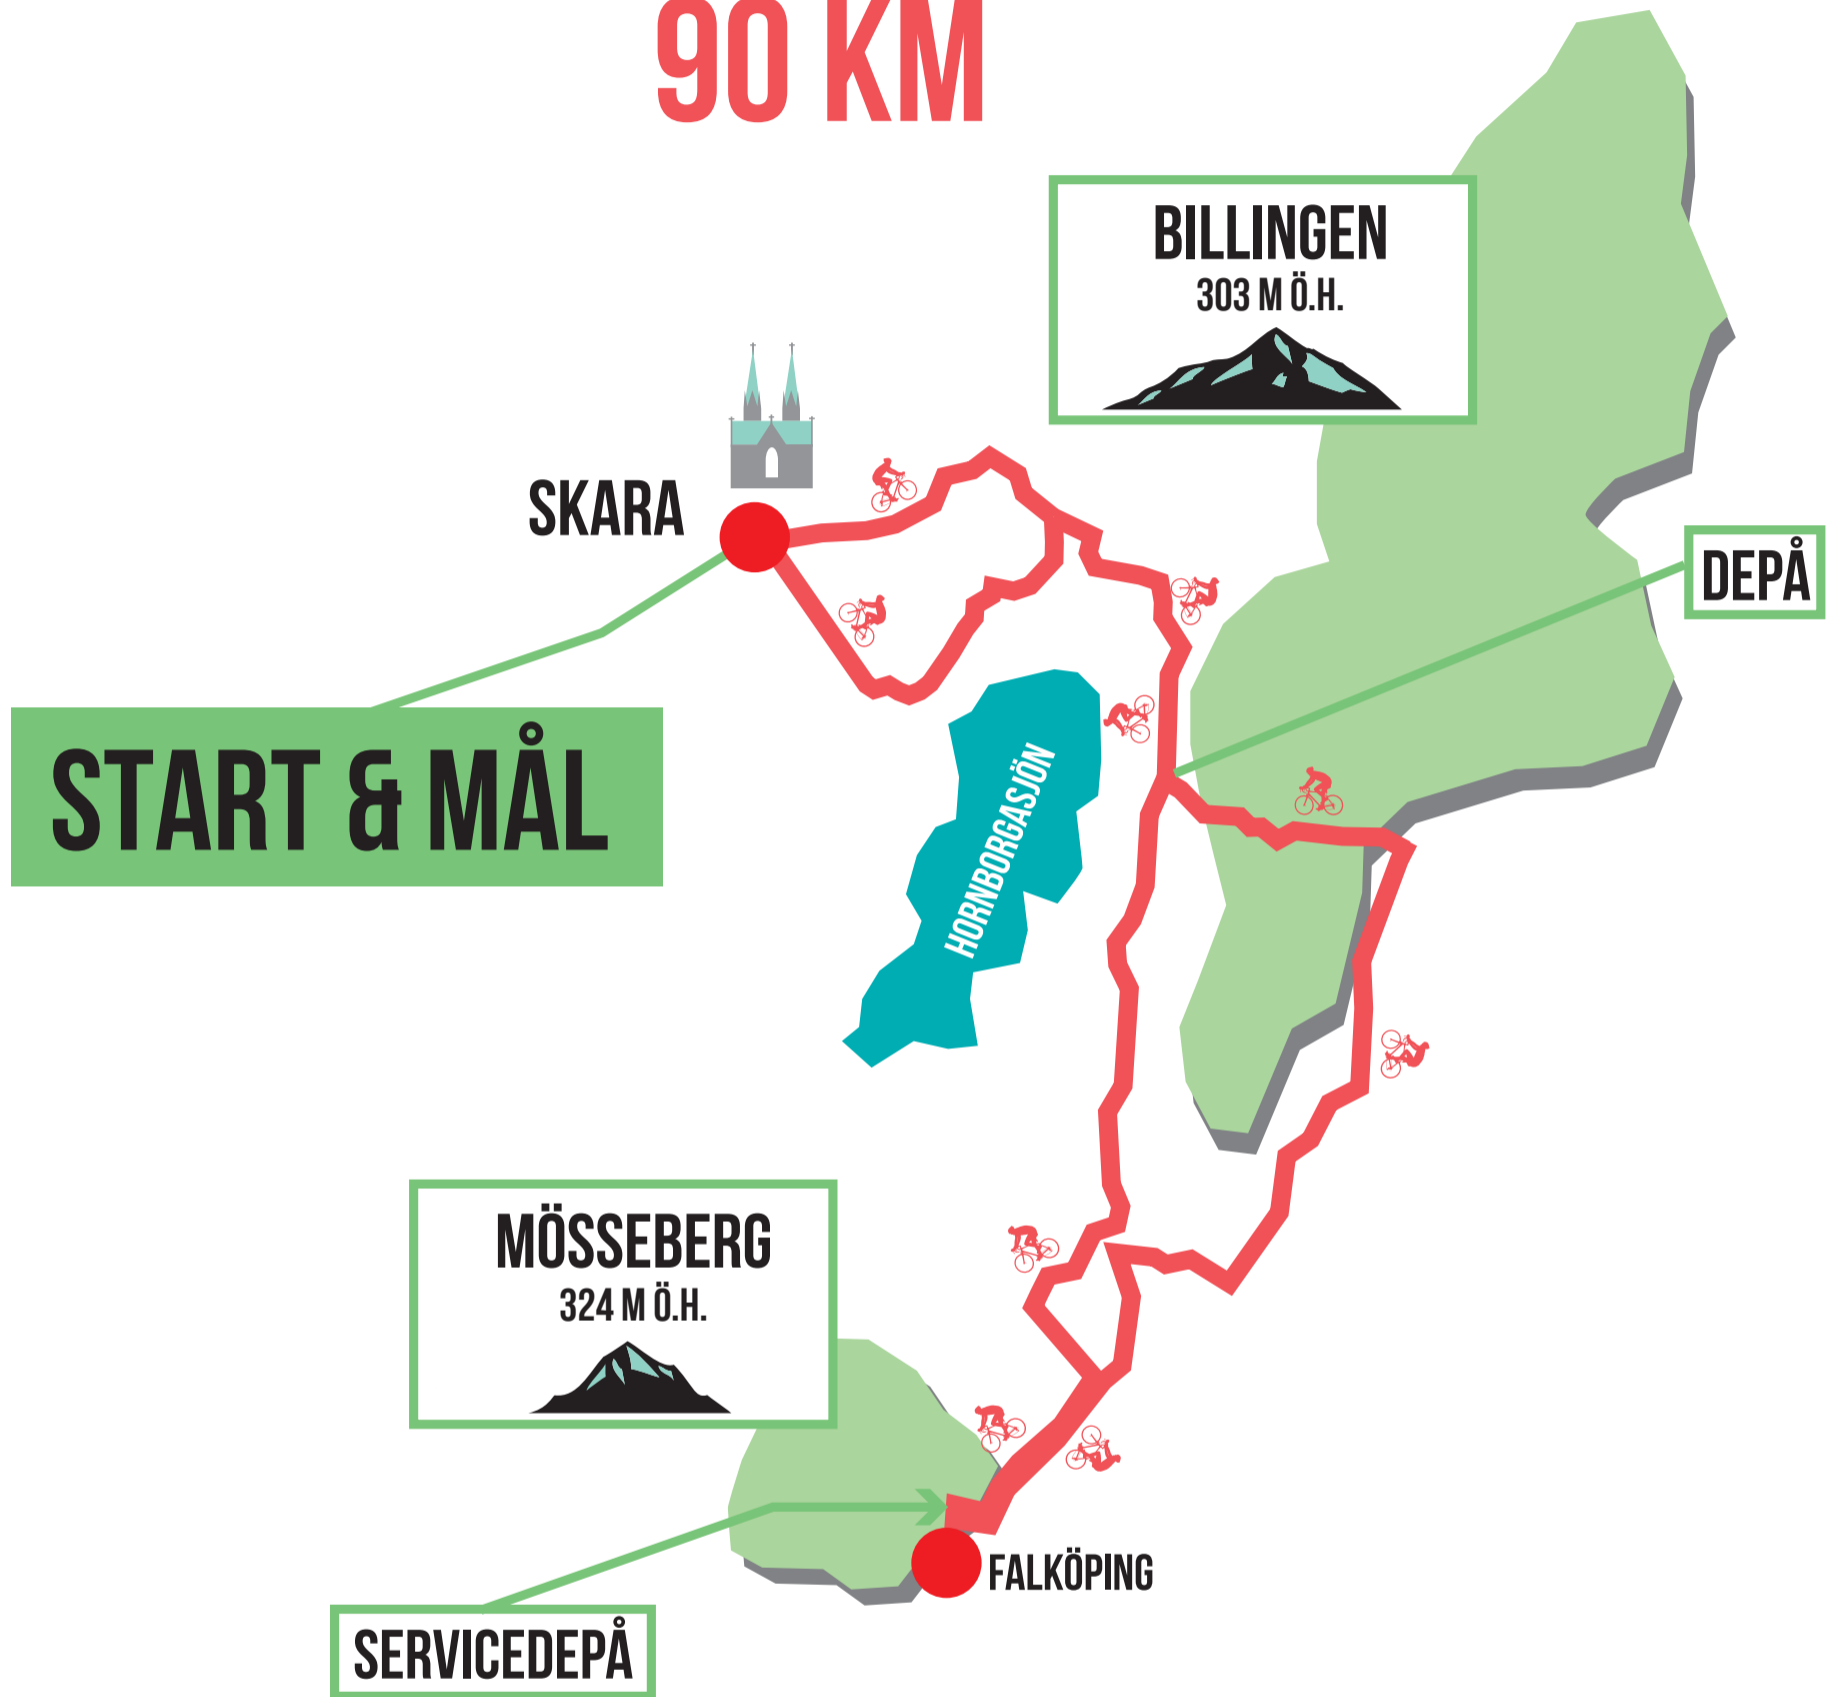 90 KM
BILLINGEN
303 M Ö.H.
SKARA
DEPÅ
START & MÅL
HORNBORGASJÖN
MÖSSEBERG
324 M Ö.H.
FALKÖPING
SERVICEDEPÅ